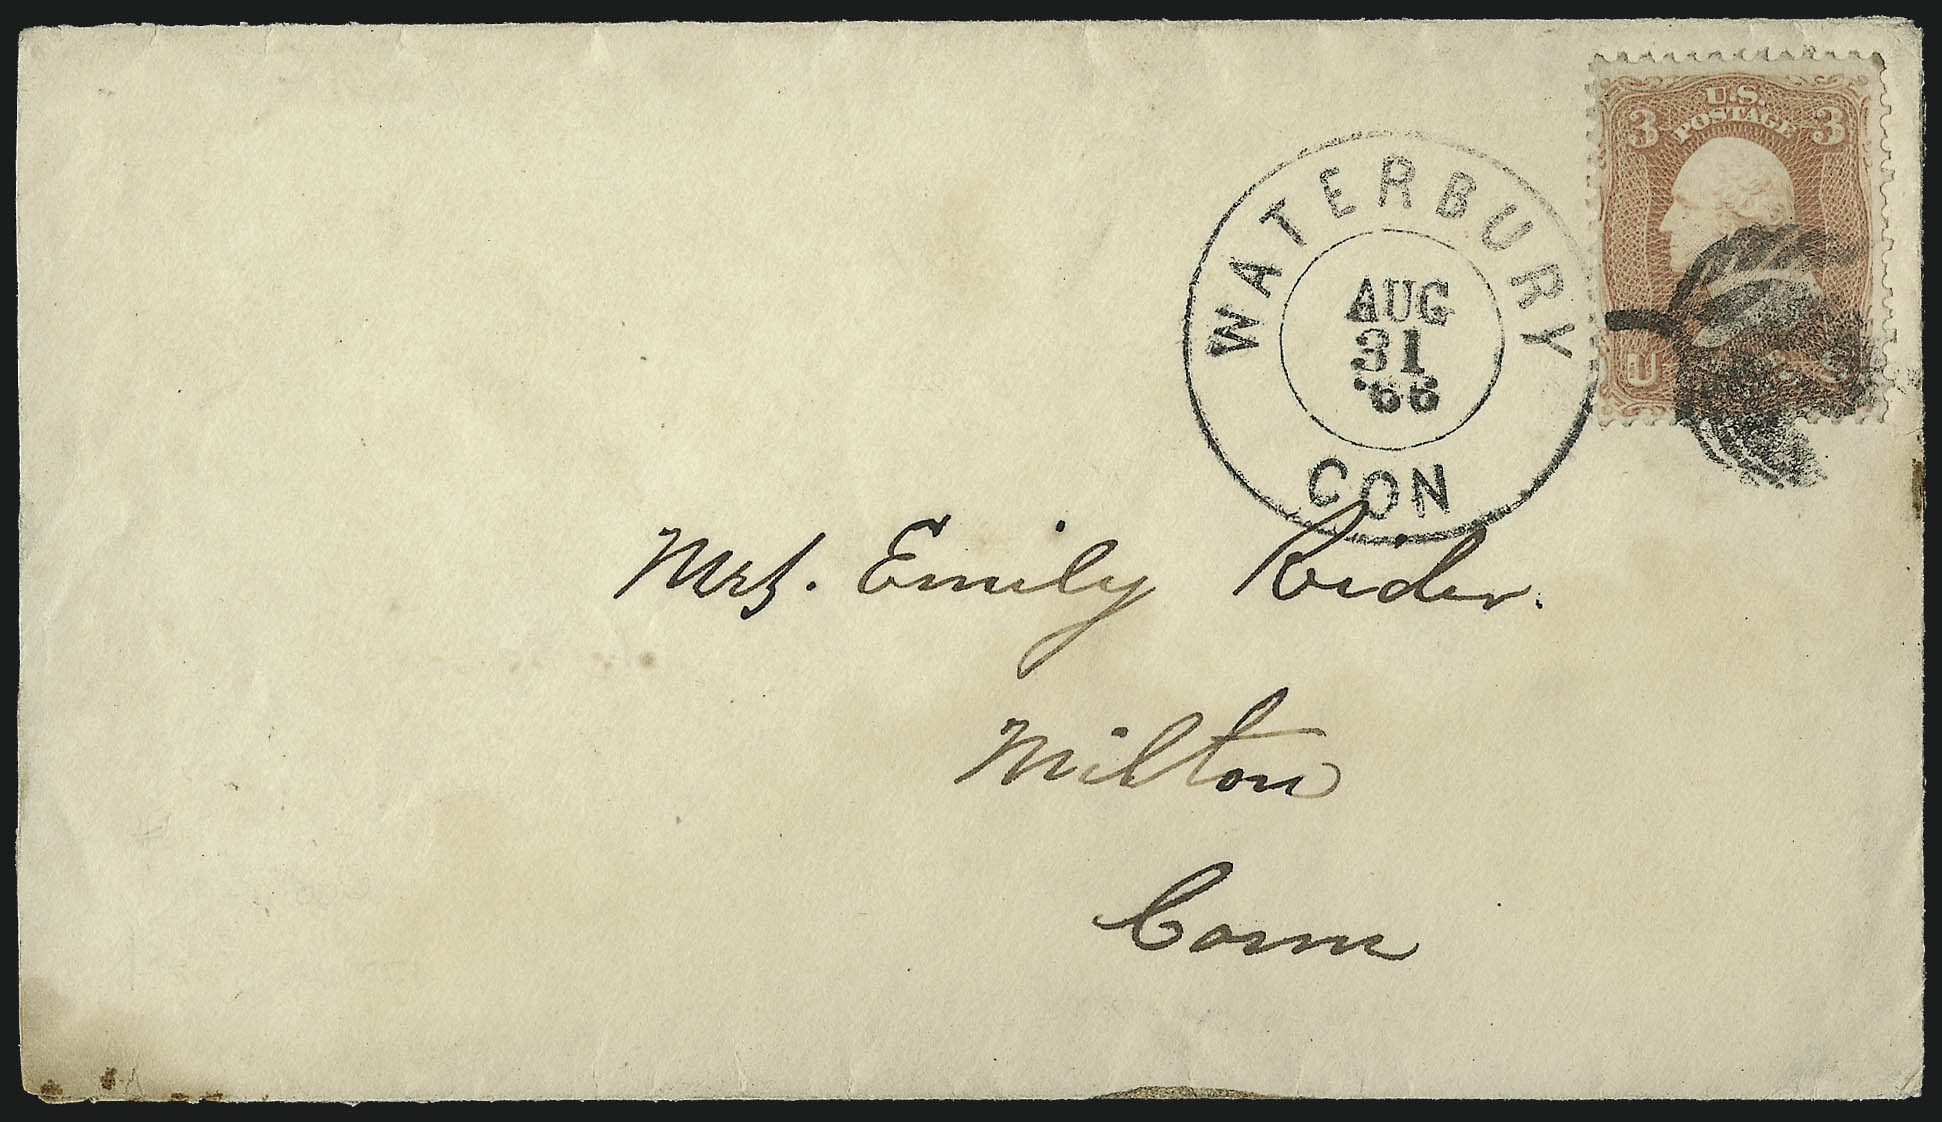 U.S.
POSTAGE
3 3
U S
WATERBURY
AUG
31
'66
CON
Mrs. Emily Rider.
Milton
Conn